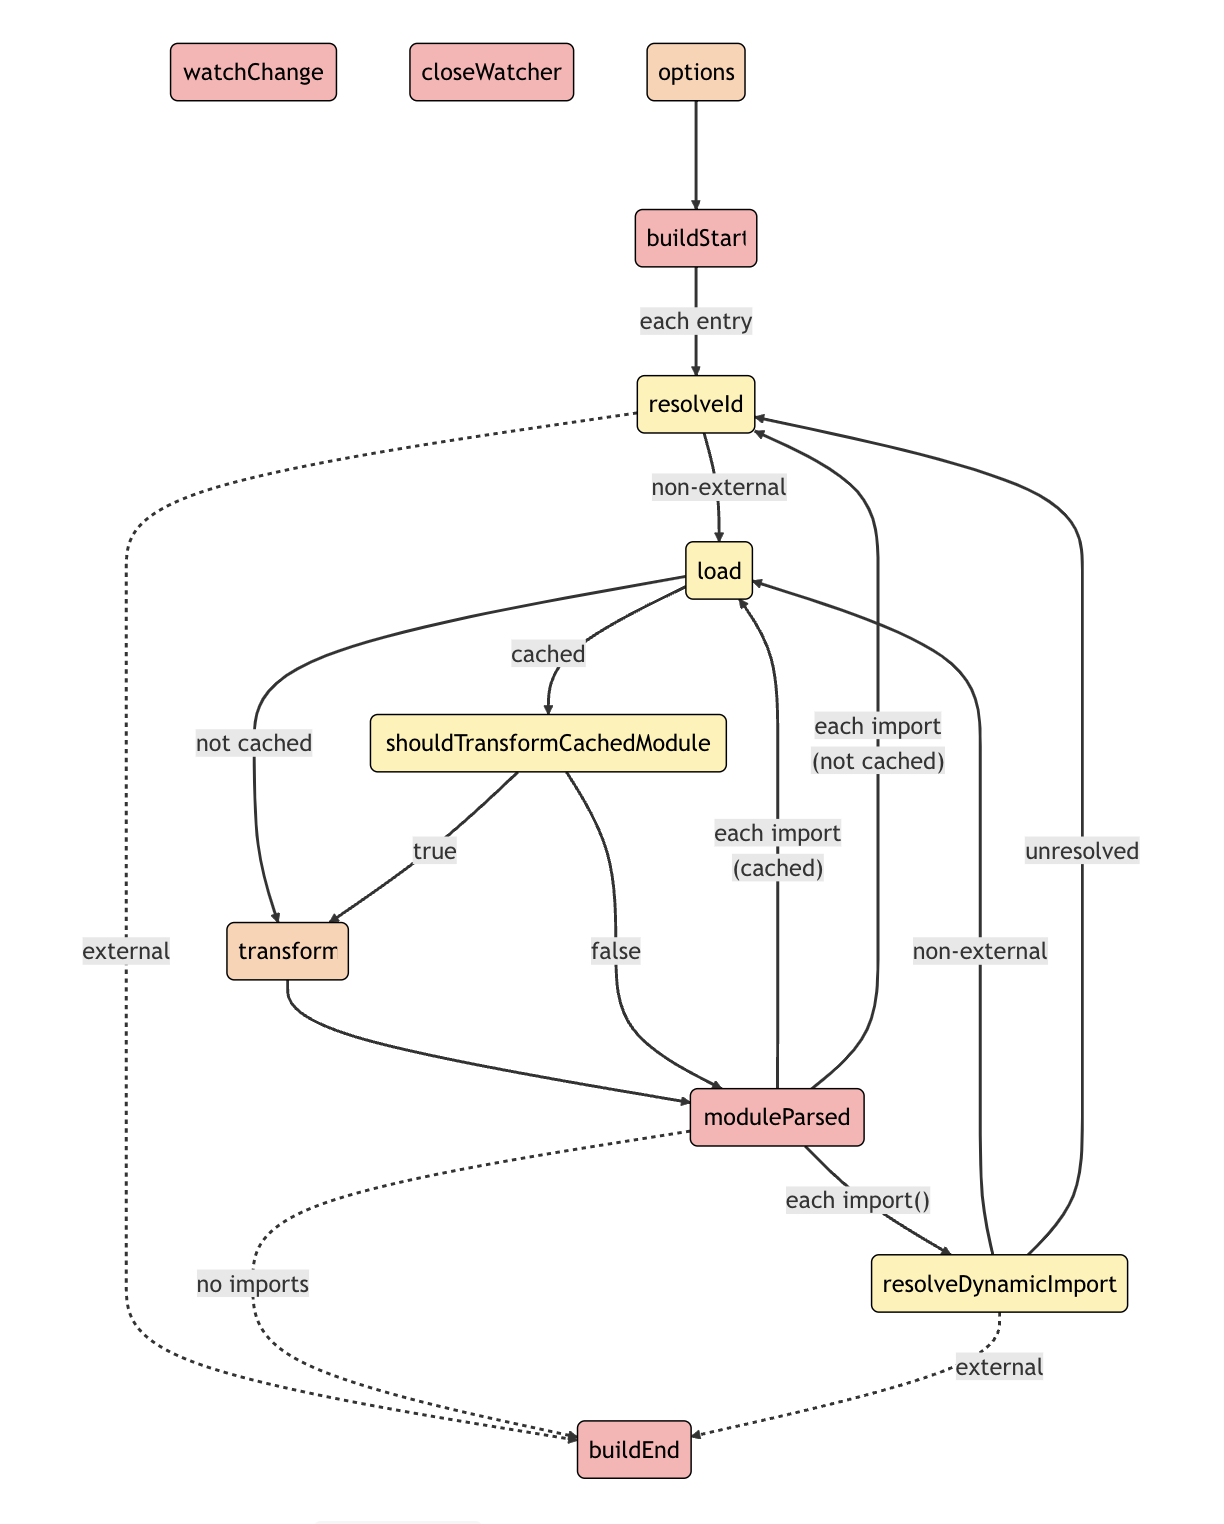 watchChange
closeWatcher
options
buildStart
each entry
resolveId
non-external
load
cached
not cached
shouldTransformCachedModule
each import
(not cached)
each import
(cached)
true
unresolved
external
transform
false
non-external
moduleParsed
each import()
no imports
resolveDynamicImport
external
buildEnd